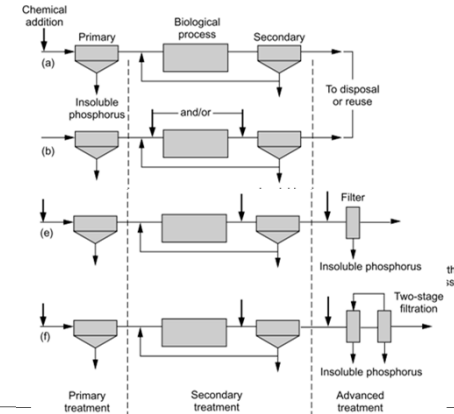 Chemical
addition
Primary
Biological
process
Secondary
(a)
Insoluble
phosphorus
To disposal
or reuse
and/or
(b)
Filter
(e)
Insoluble phosphorus
Two-stage
filtration
(f)
Insoluble phosphorus
Primary
treatment
Secondary
treatment
Advanced
treatment